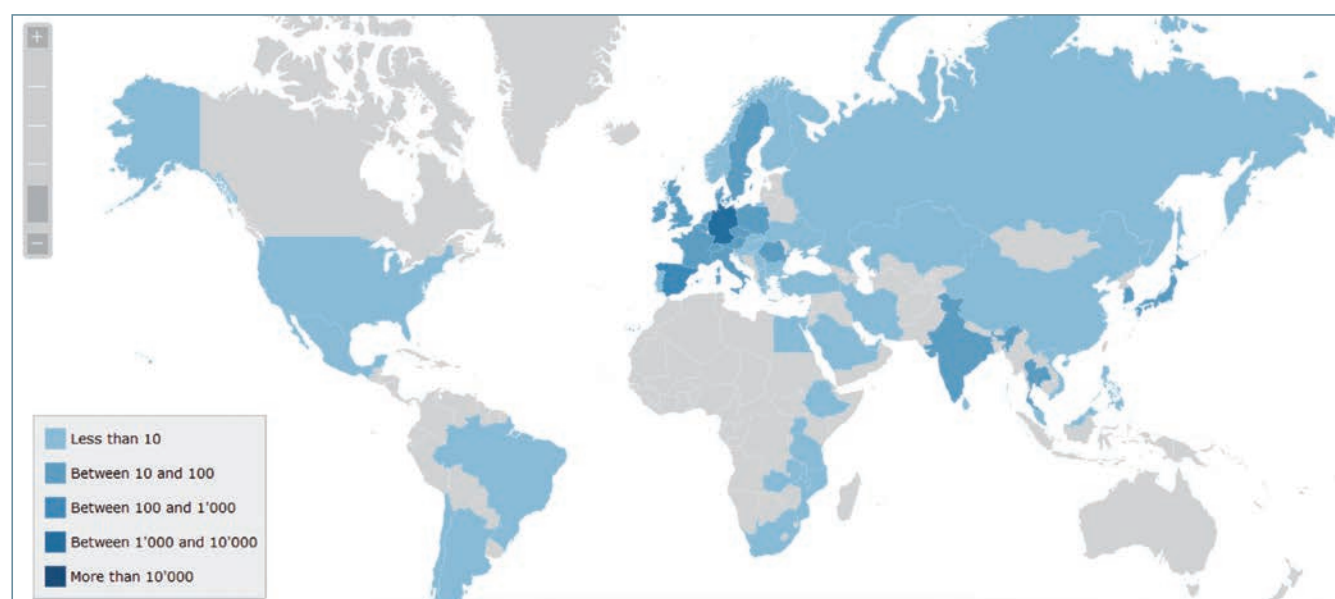 +
−
Less than 10
Between 10 and 100
Between 100 and 1'000
Between 1'000 and 10'000
More than 10'000